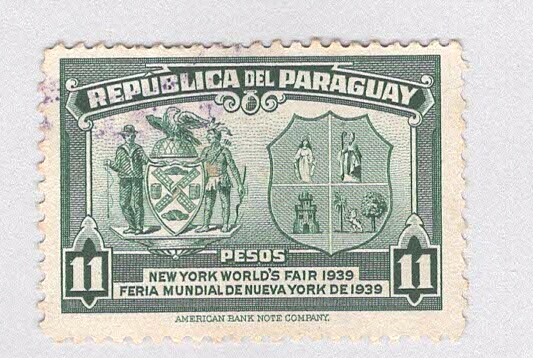 REPUBLICA DEL PARAGUAY
PESOS
11 11
NEW YORK WORLD'S FAIR 1939
FERIA MUNDIAL DE NUEVA YORK DE 1939
AMERICAN BANK NOTE COMPANY.